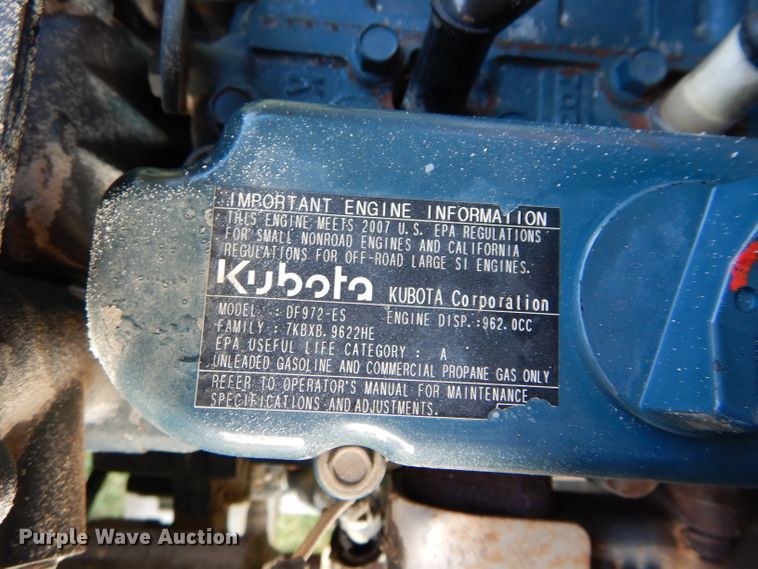 IMPORTANT ENGINE INFORMATION
THIS ENGINE MEETS 2007 U.S. EPA REGULATIONS
FOR SMALL NONROAD ENGINES AND CALIFORNIA
REGULATIONS FOR OFF-ROAD LARGE SI ENGINES.
Kubota KUBOTA Corporation
MODEL : DF972-ES ENGINE DISP.:962.0CC
FAMILY : 7KBXB.9622HE
EPA USEFUL LIFE CATEGORY : A
UNLEADED GASOLINE AND COMMERCIAL PROPANE GAS ONLY
REFER TO OPERATOR'S MANUAL FOR MAINTENANCE
SPECIFICATIONS AND ADJUSTMENTS.
Purple Wave Auction